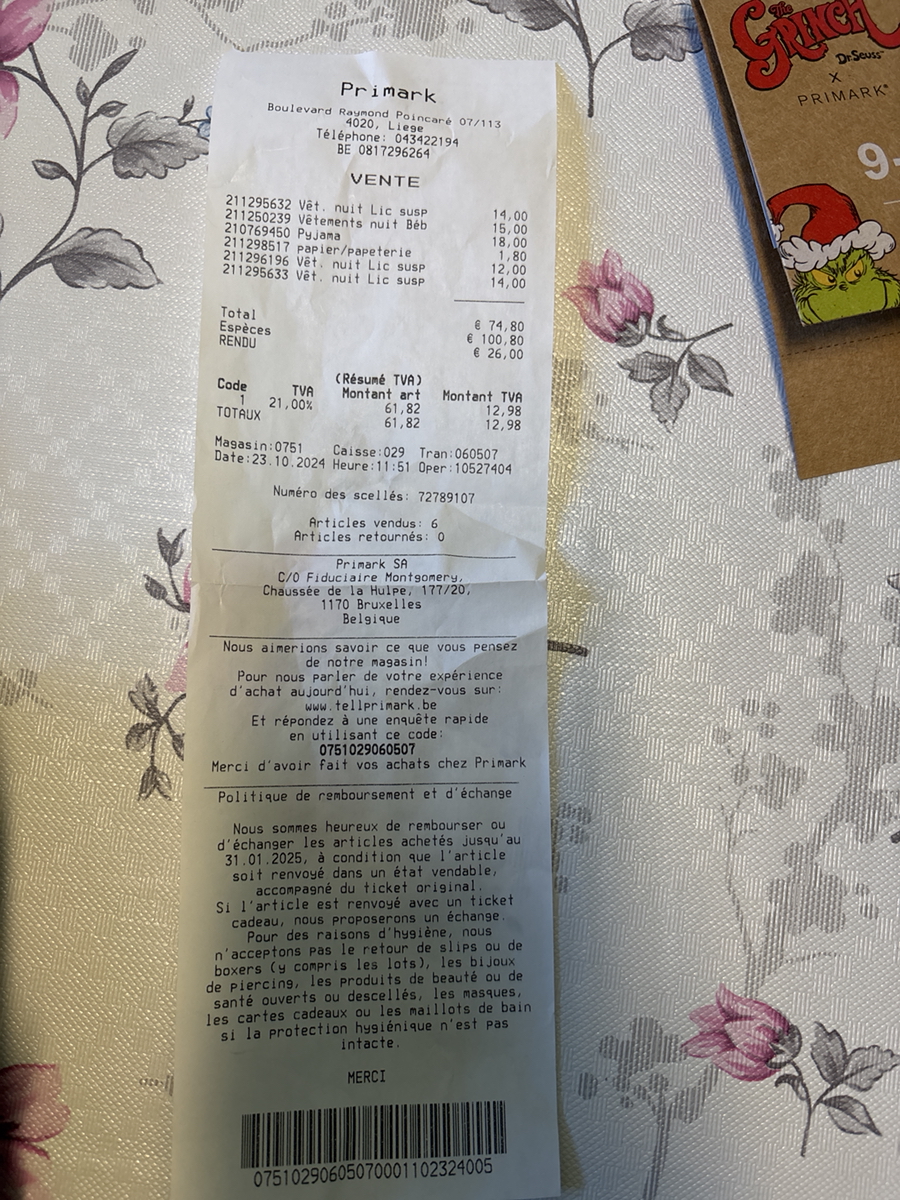 Primark
Boulevard Raymond Poincaré 07/113
4020, Liege
Téléphone: 043422194
BE 0817296264
VENTE
211295632 Vêt. nuit Lic susp 14,00
211250239 Vêtements nuit Béb 15,00
210769450 Pyjama 18,00
211298517 papier/papeterie 1,80
211296196 Vêt. nuit Lic susp 12,00
211295633 Vêt. nuit Lic susp 14,00
Total € 74,80
Espèces € 100,80
RENDU € 26,00
(Résumé TVA)
Code TVA Montant art Montant TVA
1 21,00% 61,82 12,98
TOTAUX 61,82 12,98
Magasin:0751 Caisse:029 Tran:060507
Date:23.10.2024 Heure:11:51 Oper:10527404
Numéro des scellés: 72789107
Articles vendus: 6
Articles retournés: 0
Primark SA
C/O Fiduciaire Montgomery,
Chaussée de la Hulpe, 177/20,
1170 Bruxelles
Belgique
Nous aimerions savoir ce que vous pensez
de notre magasin!
Pour nous parler de votre expérience
d'achat aujourd'hui, rendez-vous sur:
www.tellprimark.be
Et répondez à une enquête rapide
en utilisant ce code:
0751029060507
Merci d'avoir fait vos achats chez Primark
Politique de remboursement et d'échange
Nous sommes heureux de rembourser ou
d'échanger les articles achetés jusqu'au
31.01.2025, à condition que l'article
soit renvoyé dans un état vendable,
accompagné du ticket original.
Si l'article est renvoyé avec un ticket
cadeau, nous proposerons un échange.
Pour des raisons d'hygiène, nous
n'acceptons pas le retour de slips ou de
boxers (y compris les lots), les bijoux
de piercing, les produits de beauté ou de
santé ouverts ou descellés, les masques,
les cartes cadeaux ou les maillots de bain
si la protection hygiénique n'est pas
intacte.
MERCI
07510290605070001102324005
The
GRINCH
Dr. Seuss
X
PRIMARK®
9-